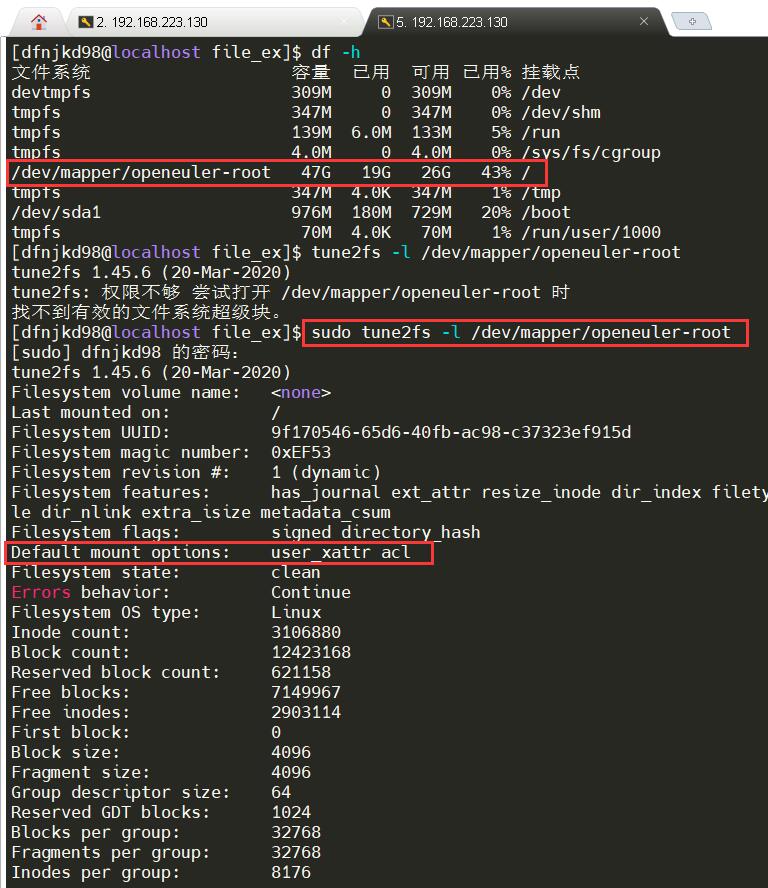 2. 192.168.223.130
5. 192.168.223.130
[dfnjkd98@localhost file_ex]$ df -h
文件系统 容量 已用 可用 已用% 挂载点
devtmpfs 309M 0 309M 0% /dev
tmpfs 347M 0 347M 0% /dev/shm
tmpfs 139M 6.0M 133M 5% /run
tmpfs 4.0M 0 4.0M 0% /sys/fs/cgroup
/dev/mapper/openeuler-root 47G 19G 26G 43% /
tmpfs 347M 4.0K 347M 1% /tmp
/dev/sda1 976M 180M 729M 20% /boot
tmpfs 70M 4.0K 70M 1% /run/user/1000
[dfnjkd98@localhost file_ex]$ tune2fs -l /dev/mapper/openeuler-root
tune2fs 1.45.6 (20-Mar-2020)
tune2fs: 权限不够 尝试打开 /dev/mapper/openeuler-root 时
找不到有效的文件系统超级块。
[dfnjkd98@localhost file_ex]$ sudo tune2fs -l /dev/mapper/openeuler-root
[sudo] dfnjkd98 的密码：
tune2fs 1.45.6 (20-Mar-2020)
Filesystem volume name: <none>
Last mounted on: /
Filesystem UUID: 9f170546-65d6-40fb-ac98-c37323ef915d
Filesystem magic number: 0xEF53
Filesystem revision #: 1 (dynamic)
Filesystem features: has_journal ext_attr resize_inode dir_index filety
le dir_nlink extra_isize metadata_csum
Filesystem flags: signed_directory_hash
Default mount options: user_xattr acl
Filesystem state: clean
Errors behavior: Continue
Filesystem OS type: Linux
Inode count: 3106880
Block count: 12423168
Reserved block count: 621158
Free blocks: 7149967
Free inodes: 2903114
First block: 0
Block size: 4096
Fragment size: 4096
Group descriptor size: 64
Reserved GDT blocks: 1024
Blocks per group: 32768
Fragments per group: 32768
Inodes per group: 8176